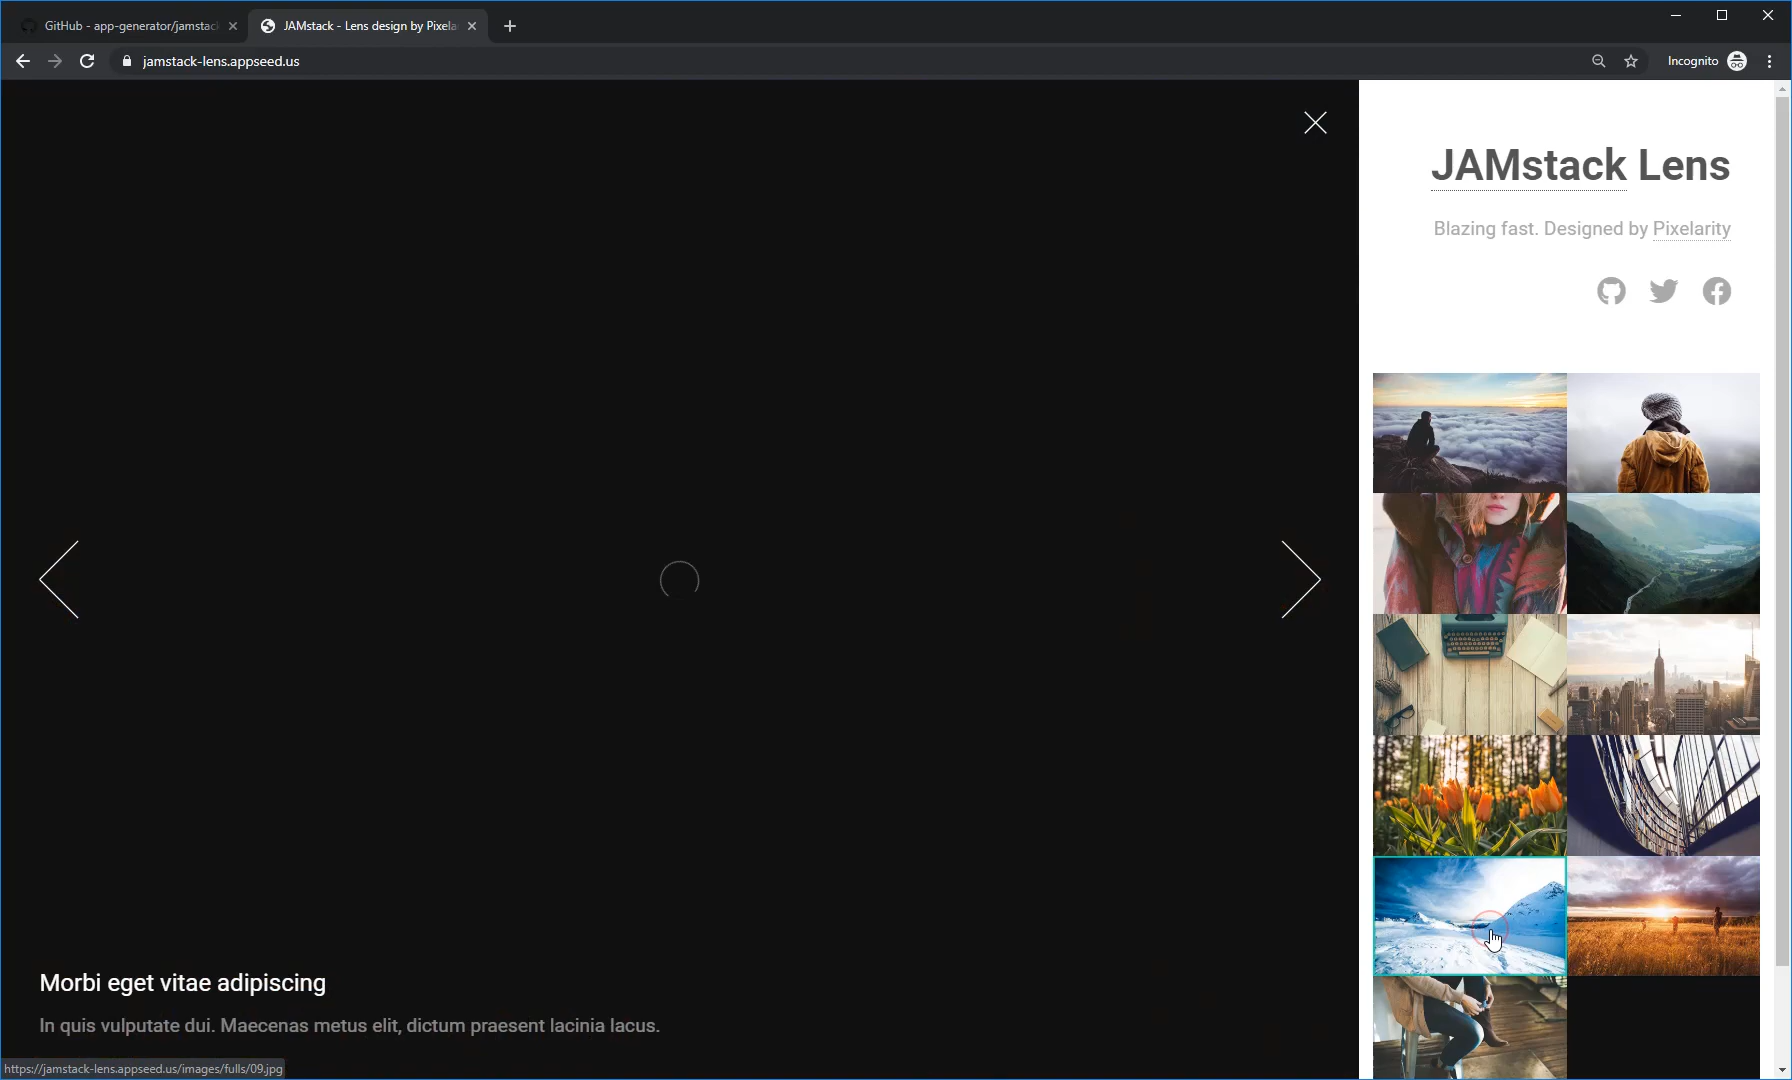 GitHub - app-generator/jamstac
JAMstack - Lens design by Pixela
jamstack-lens.appseed.us
Incognito
JAMstack Lens
Blazing fast. Designed by Pixelarity
Morbi eget vitae adipiscing
In quis vulputate dui. Maecenas metus elit, dictum praesent lacinia lacus.
https://jamstack-lens.appseed.us/images/fulls/09.jpg